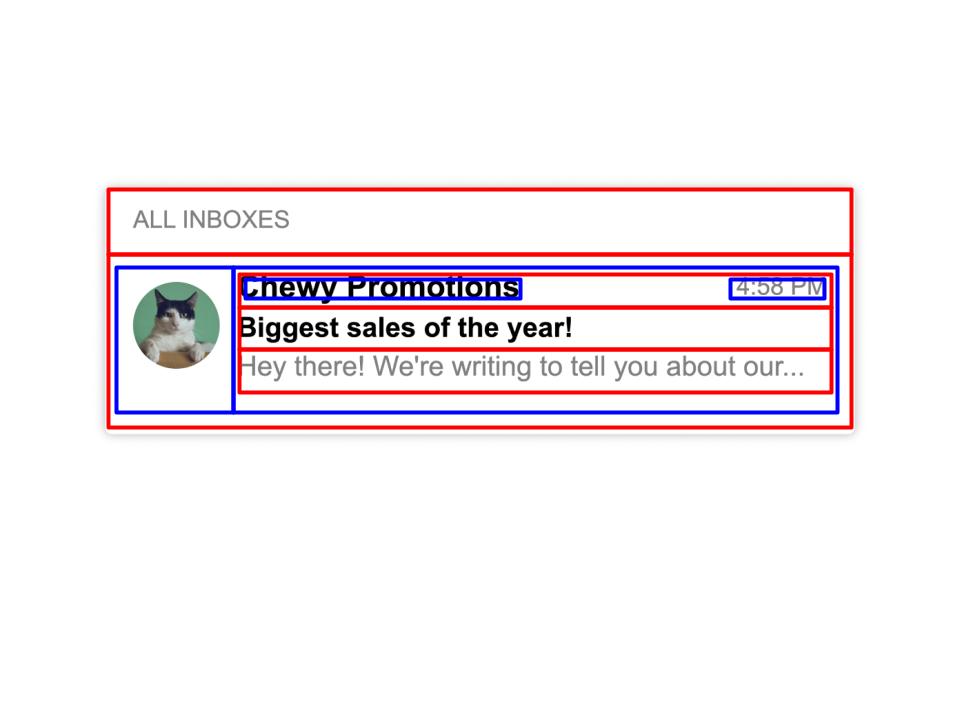 ALL INBOXES
Chewy Promotions 4:58 PM
Biggest sales of the year!
Hey there! We're writing to tell you about our...